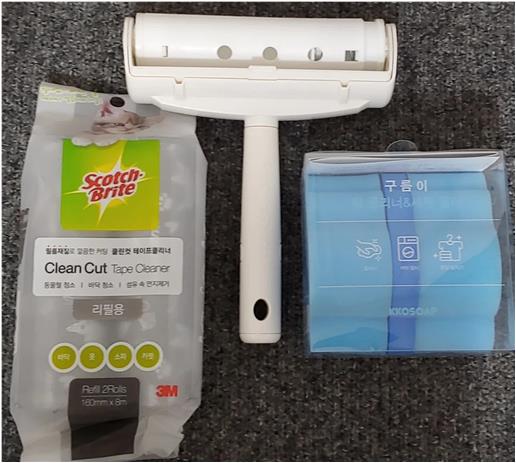 Scotch-
Brite
필름재질로 깔끔한 커팅 클린컷 테이프클리너
Clean Cut Tape Cleaner
동물털 청소 | 바닥 청소 | 섬유 속 먼지제거
리필용
바닥
옷
소파
카펫
Refill 2Rolls
160mm x 8m
3M
구름이
KKOSOAP